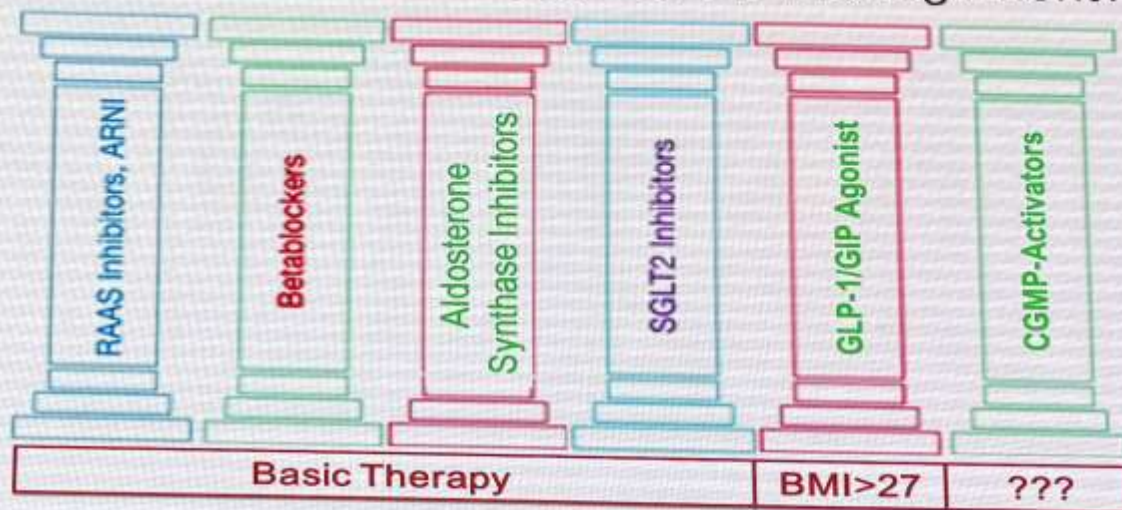 RAAS Inhibitors, ARNI
Betablockers
Aldosterone
Synthase Inhibitors
SGLT2 Inhibitors
GLP-1/GIP Agonist
CGMP-Activators
Basic Therapy
BMI>27
???